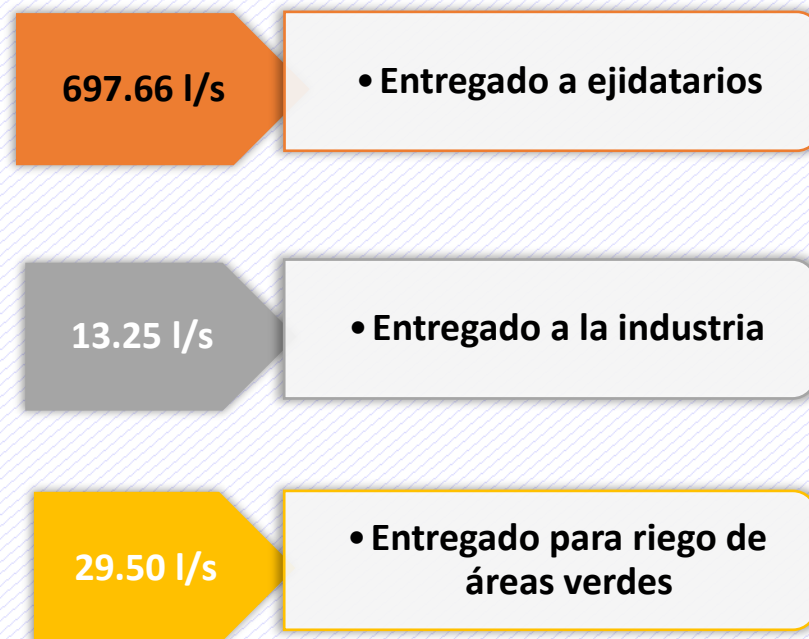 697.66 l/s
• Entregado a ejidatarios
13.25 l/s
• Entregado a la industria
29.50 l/s
• Entregado para riego de
áreas verdes